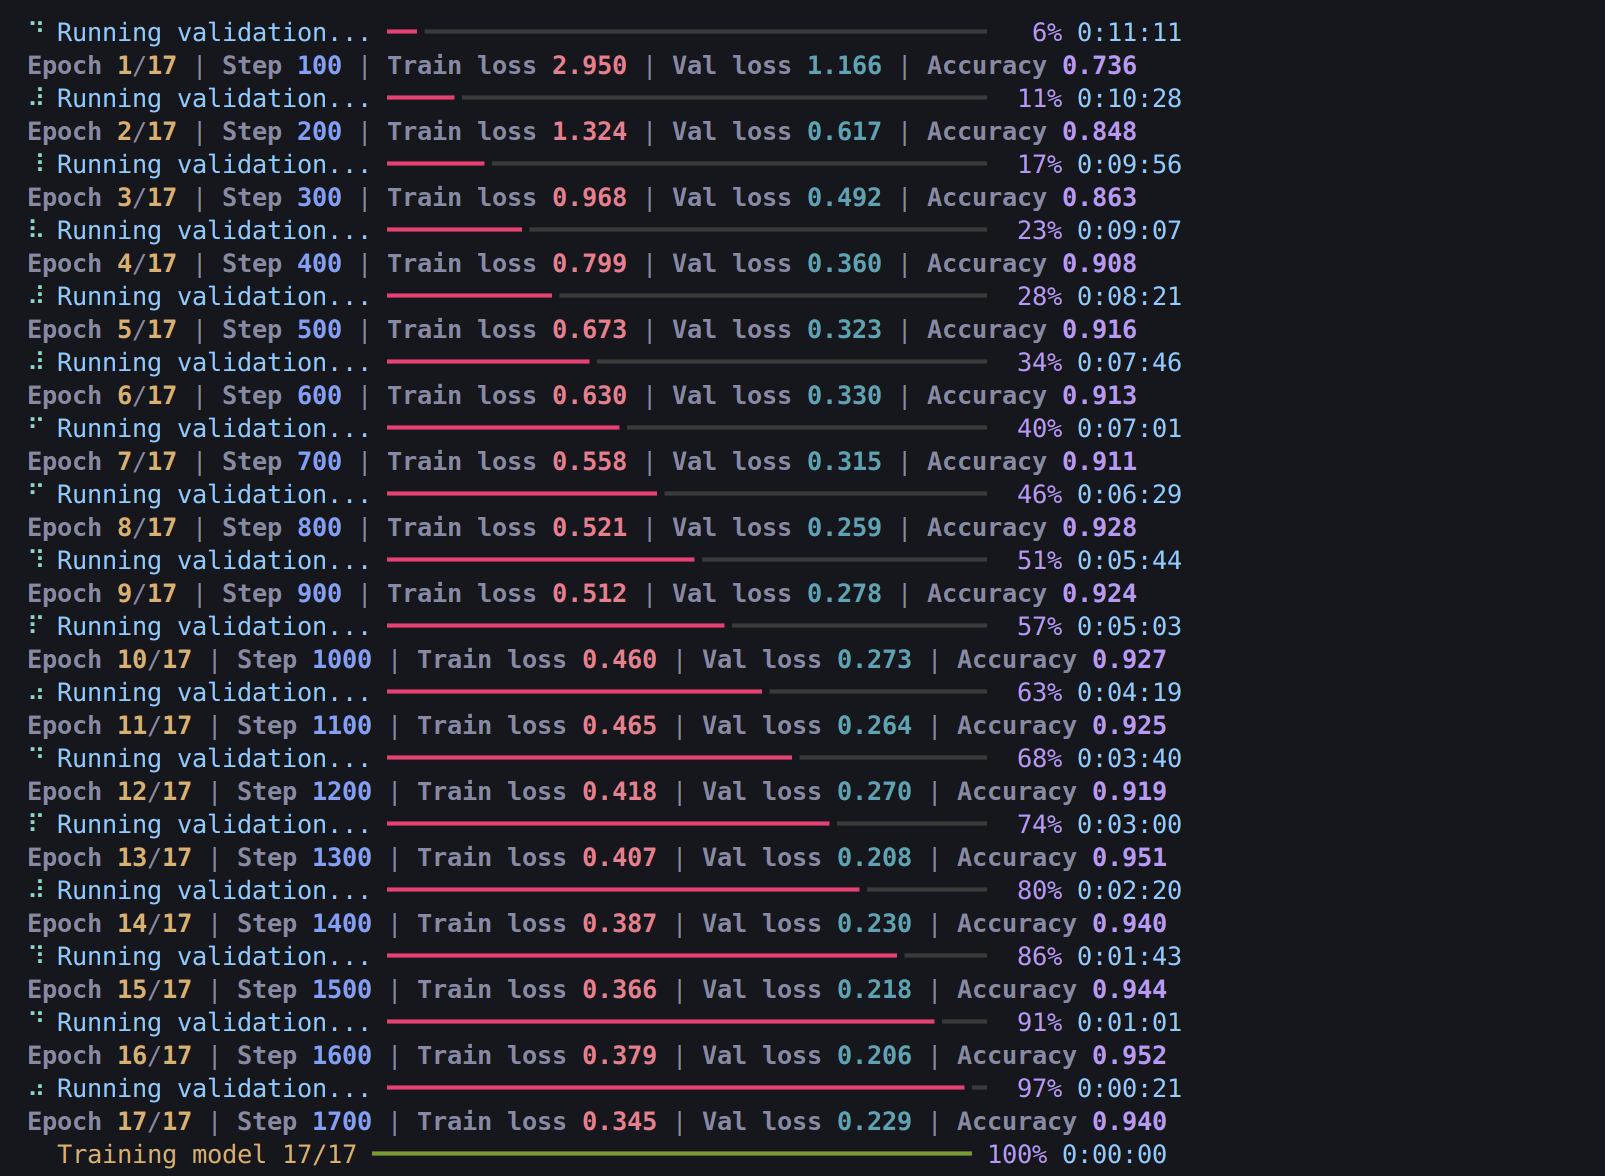 Running validation... 6% 0:11:11
Epoch 1/17 | Step 100 | Train loss 2.950 | Val loss 1.166 | Accuracy 0.736
Running validation... 11% 0:10:28
Epoch 2/17 | Step 200 | Train loss 1.324 | Val loss 0.617 | Accuracy 0.848
Running validation... 17% 0:09:56
Epoch 3/17 | Step 300 | Train loss 0.968 | Val loss 0.492 | Accuracy 0.863
Running validation... 23% 0:09:07
Epoch 4/17 | Step 400 | Train loss 0.799 | Val loss 0.360 | Accuracy 0.908
Running validation... 28% 0:08:21
Epoch 5/17 | Step 500 | Train loss 0.673 | Val loss 0.323 | Accuracy 0.916
Running validation... 34% 0:07:46
Epoch 6/17 | Step 600 | Train loss 0.630 | Val loss 0.330 | Accuracy 0.913
Running validation... 40% 0:07:01
Epoch 7/17 | Step 700 | Train loss 0.558 | Val loss 0.315 | Accuracy 0.911
Running validation... 46% 0:06:29
Epoch 8/17 | Step 800 | Train loss 0.521 | Val loss 0.259 | Accuracy 0.928
Running validation... 51% 0:05:44
Epoch 9/17 | Step 900 | Train loss 0.512 | Val loss 0.278 | Accuracy 0.924
Running validation... 57% 0:05:03
Epoch 10/17 | Step 1000 | Train loss 0.460 | Val loss 0.273 | Accuracy 0.927
Running validation... 63% 0:04:19
Epoch 11/17 | Step 1100 | Train loss 0.465 | Val loss 0.264 | Accuracy 0.925
Running validation... 68% 0:03:40
Epoch 12/17 | Step 1200 | Train loss 0.418 | Val loss 0.270 | Accuracy 0.919
Running validation... 74% 0:03:00
Epoch 13/17 | Step 1300 | Train loss 0.407 | Val loss 0.208 | Accuracy 0.951
Running validation... 80% 0:02:20
Epoch 14/17 | Step 1400 | Train loss 0.387 | Val loss 0.230 | Accuracy 0.940
Running validation... 86% 0:01:43
Epoch 15/17 | Step 1500 | Train loss 0.366 | Val loss 0.218 | Accuracy 0.944
Running validation... 91% 0:01:01
Epoch 16/17 | Step 1600 | Train loss 0.379 | Val loss 0.206 | Accuracy 0.952
Running validation... 97% 0:00:21
Epoch 17/17 | Step 1700 | Train loss 0.345 | Val loss 0.229 | Accuracy 0.940
Training model 17/17 100% 0:00:00